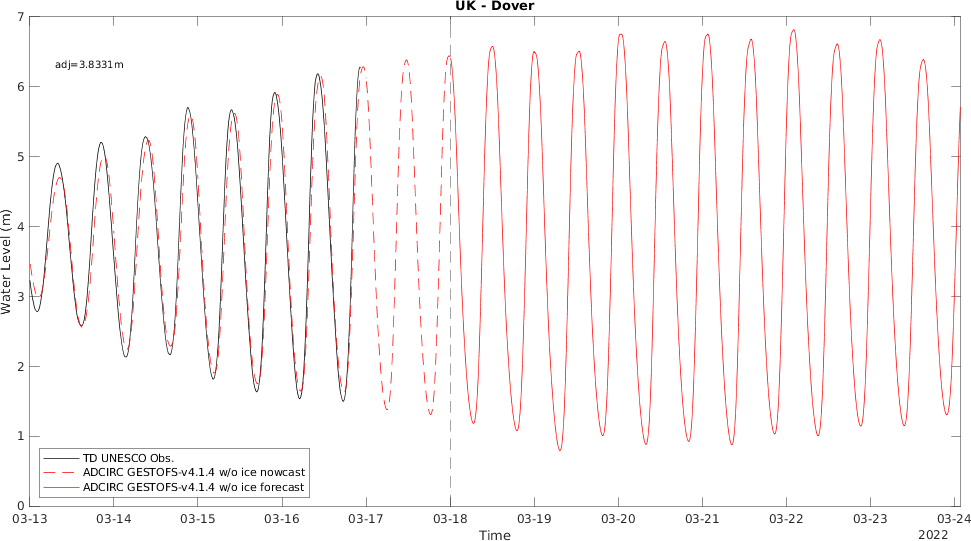 UK - Dover
adj=3.8331m
Water Level (m)
7
6
5
4
3
2
1
0
TD UNESCO Obs.
ADCIRC GESTOFS-v4.1.4 w/o ice nowcast
ADCIRC GESTOFS-v4.1.4 w/o ice forecast
03-13 03-14 03-15 03-16 03-17 03-18 03-19 03-20 03-21 03-22 03-23 03-24
Time
2022